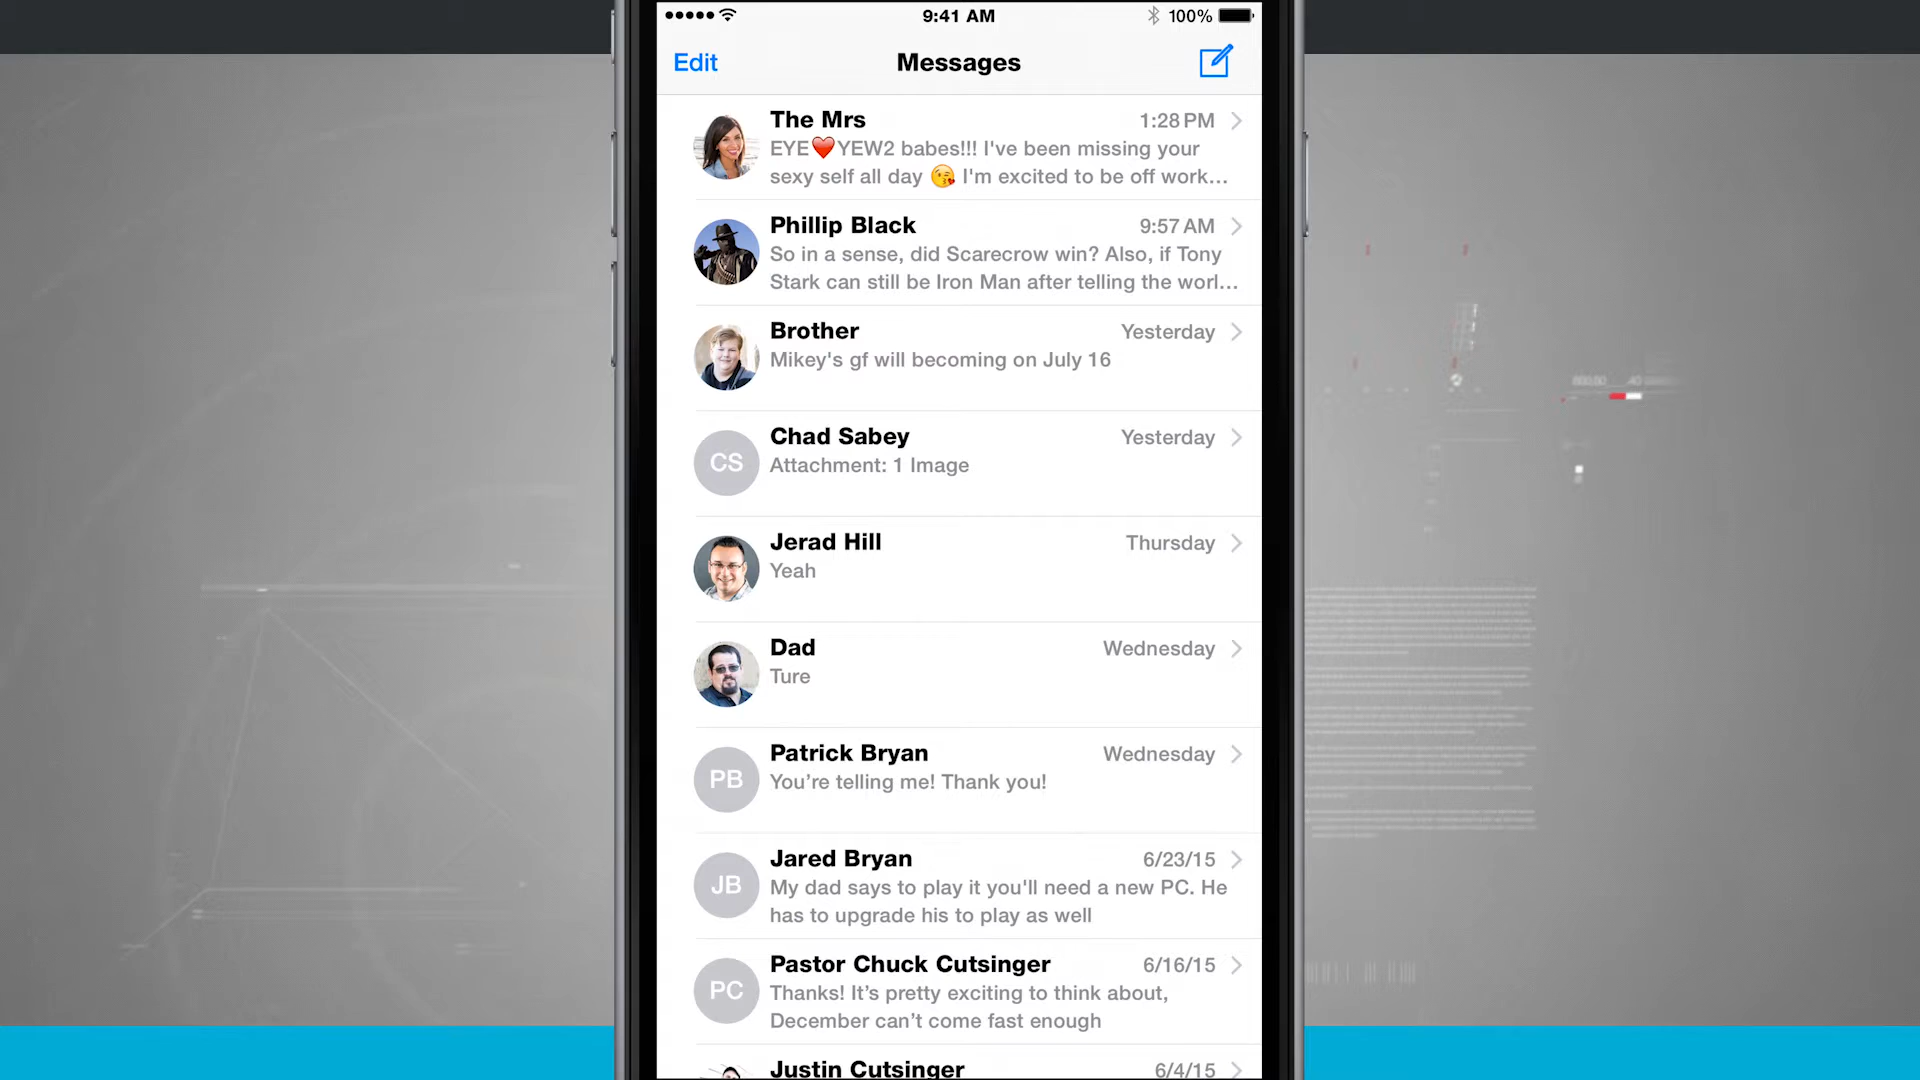 9:41 AM
100%
Edit
Messages
The Mrs
1:28 PM
EYE❤️YEW2 babes!!! I've been missing your
sexy self all day 😘 I'm excited to be off work...
Phillip Black
9:57 AM
So in a sense, did Scarecrow win? Also, if Tony
Stark can still be Iron Man after telling the worl...
Brother
Yesterday
Mikey's gf will becoming on July 16
CS
Chad Sabey
Yesterday
Attachment: 1 Image
Jerad Hill
Thursday
Yeah
Dad
Wednesday
Ture
PB
Patrick Bryan
Wednesday
You’re telling me! Thank you!
JB
Jared Bryan
6/23/15
My dad says to play it you'll need a new PC. He
has to upgrade his to play as well
PC
Pastor Chuck Cutsinger
6/16/15
Thanks! It’s pretty exciting to think about,
December can’t come fast enough
Justin Cutsinger
6/4/15